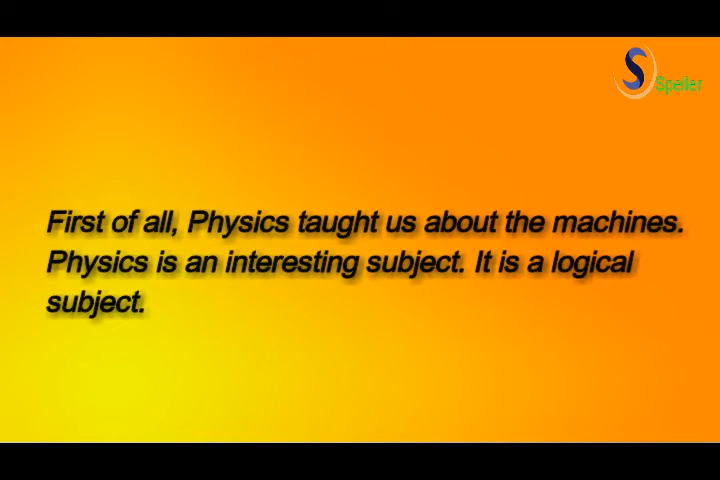 S
Speller
First of all, Physics taught us about the machines.
Physics is an interesting subject. It is a logical
subject.